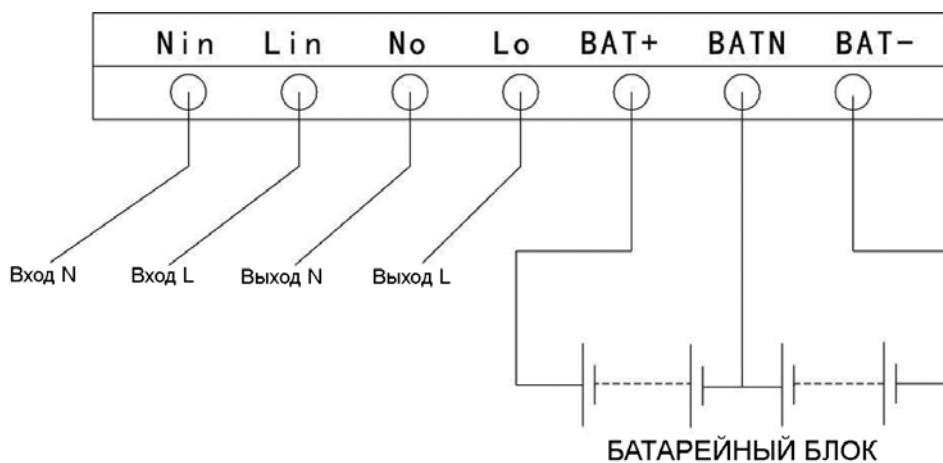 Nin Lin No Lo BAT+ BATN BAT-
Вход N Вход L Выход N Выход L
БАТАРЕЙНЫЙ БЛОК